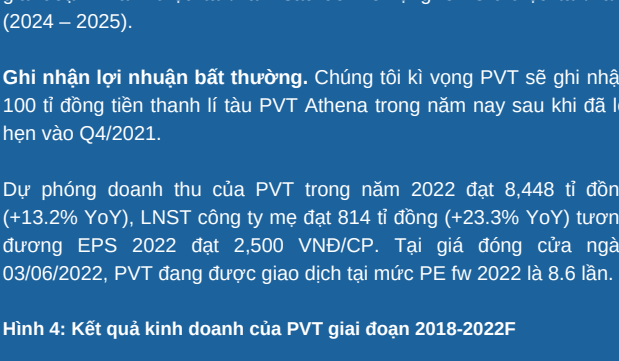 (2024 – 2025).
Ghi nhận lợi nhuận bất thường. Chúng tôi kì vọng PVT sẽ ghi nhậ
100 tỉ đồng tiền thanh lí tàu PVT Athena trong năm nay sau khi đã l
hẹn vào Q4/2021.
Dự phóng doanh thu của PVT trong năm 2022 đạt 8,448 tỉ đồn
(+13.2% YoY), LNST công ty mẹ đạt 814 tỉ đồng (+23.3% YoY) tươn
đương EPS 2022 đạt 2,500 VNĐ/CP. Tại giá đóng cửa ngà
03/06/2022, PVT đang được giao dịch tại mức PE fw 2022 là 8.6 lần.
Hình 4: Kết quả kinh doanh của PVT giai đoạn 2018-2022F